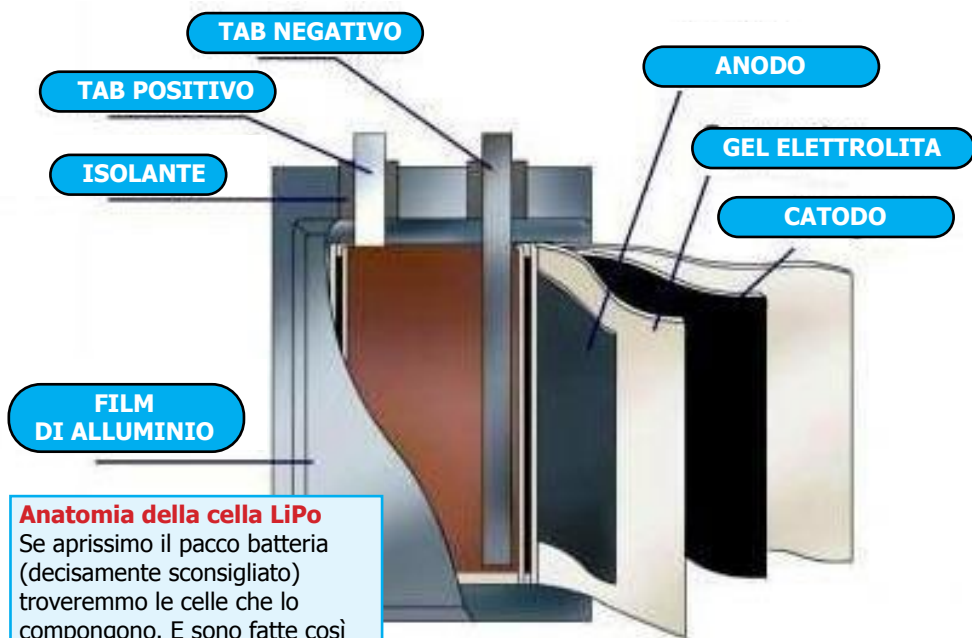 TAB NEGATIVO
TAB POSITIVO
ANODO
ISOLANTE
GEL ELETTROLITA
CATODO
FILM
DI ALLUMINIO
Anatomia della cella LiPo
Se aprissimo il pacco batteria
(decisamente sconsigliato)
troveremmo le celle che lo
compongono. E sono fatte così